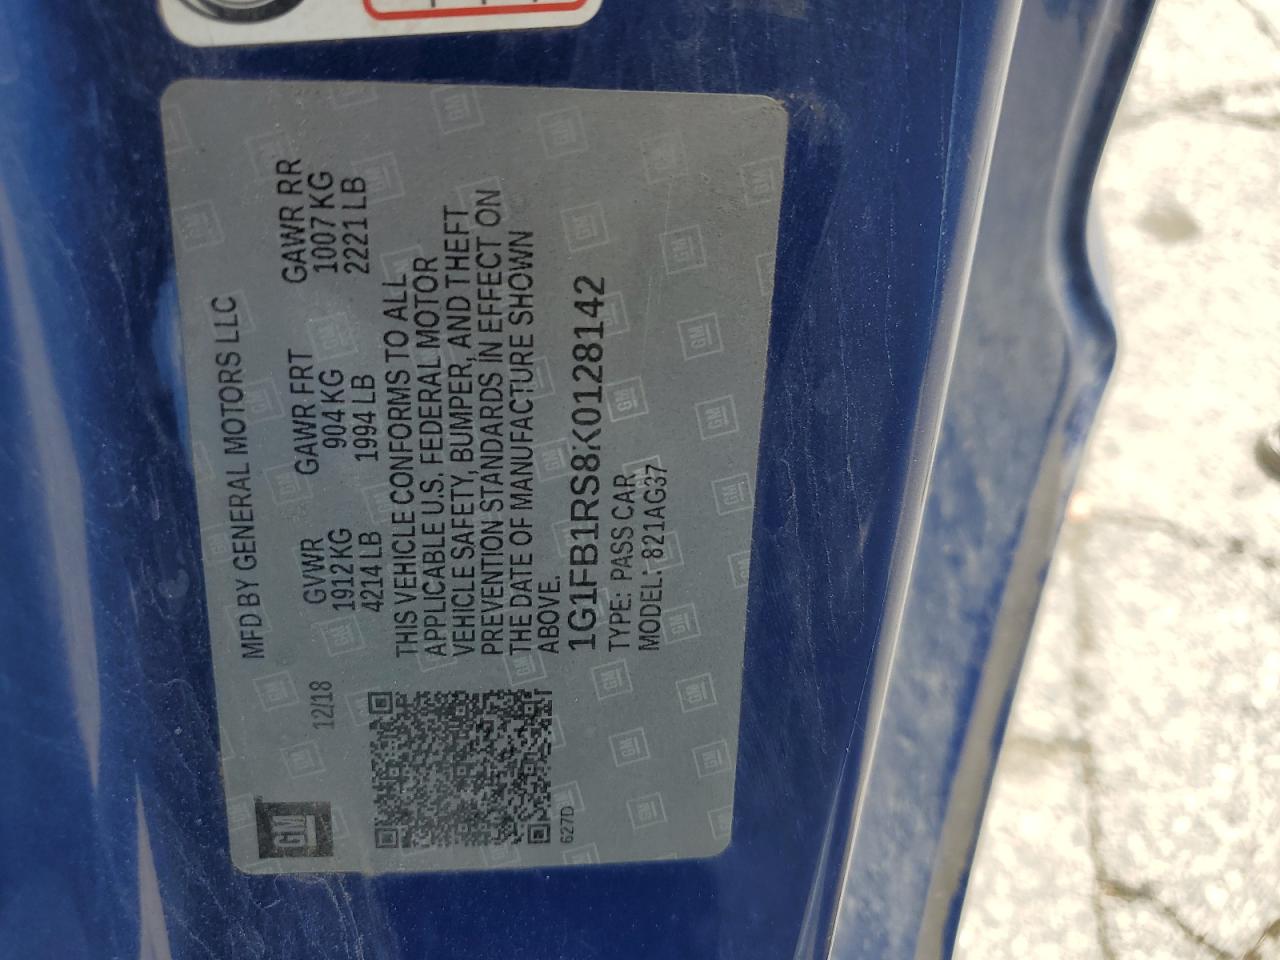 MFD BY GENERAL MOTORS LLC
GM
12/18
GVWR GAWR FRT GAWR RR
1912 KG 904 KG 1007 KG
4214 LB 1994 LB 2221 LB
THIS VEHICLE CONFORMS TO ALL
APPLICABLE U.S. FEDERAL MOTOR
VEHICLE SAFETY, BUMPER, AND THEFT
PREVENTION STANDARDS IN EFFECT ON
THE DATE OF MANUFACTURE SHOWN
ABOVE.
627D
1G1FB1RS8K0128142
TYPE: PASS CAR
MODEL: 821AG37